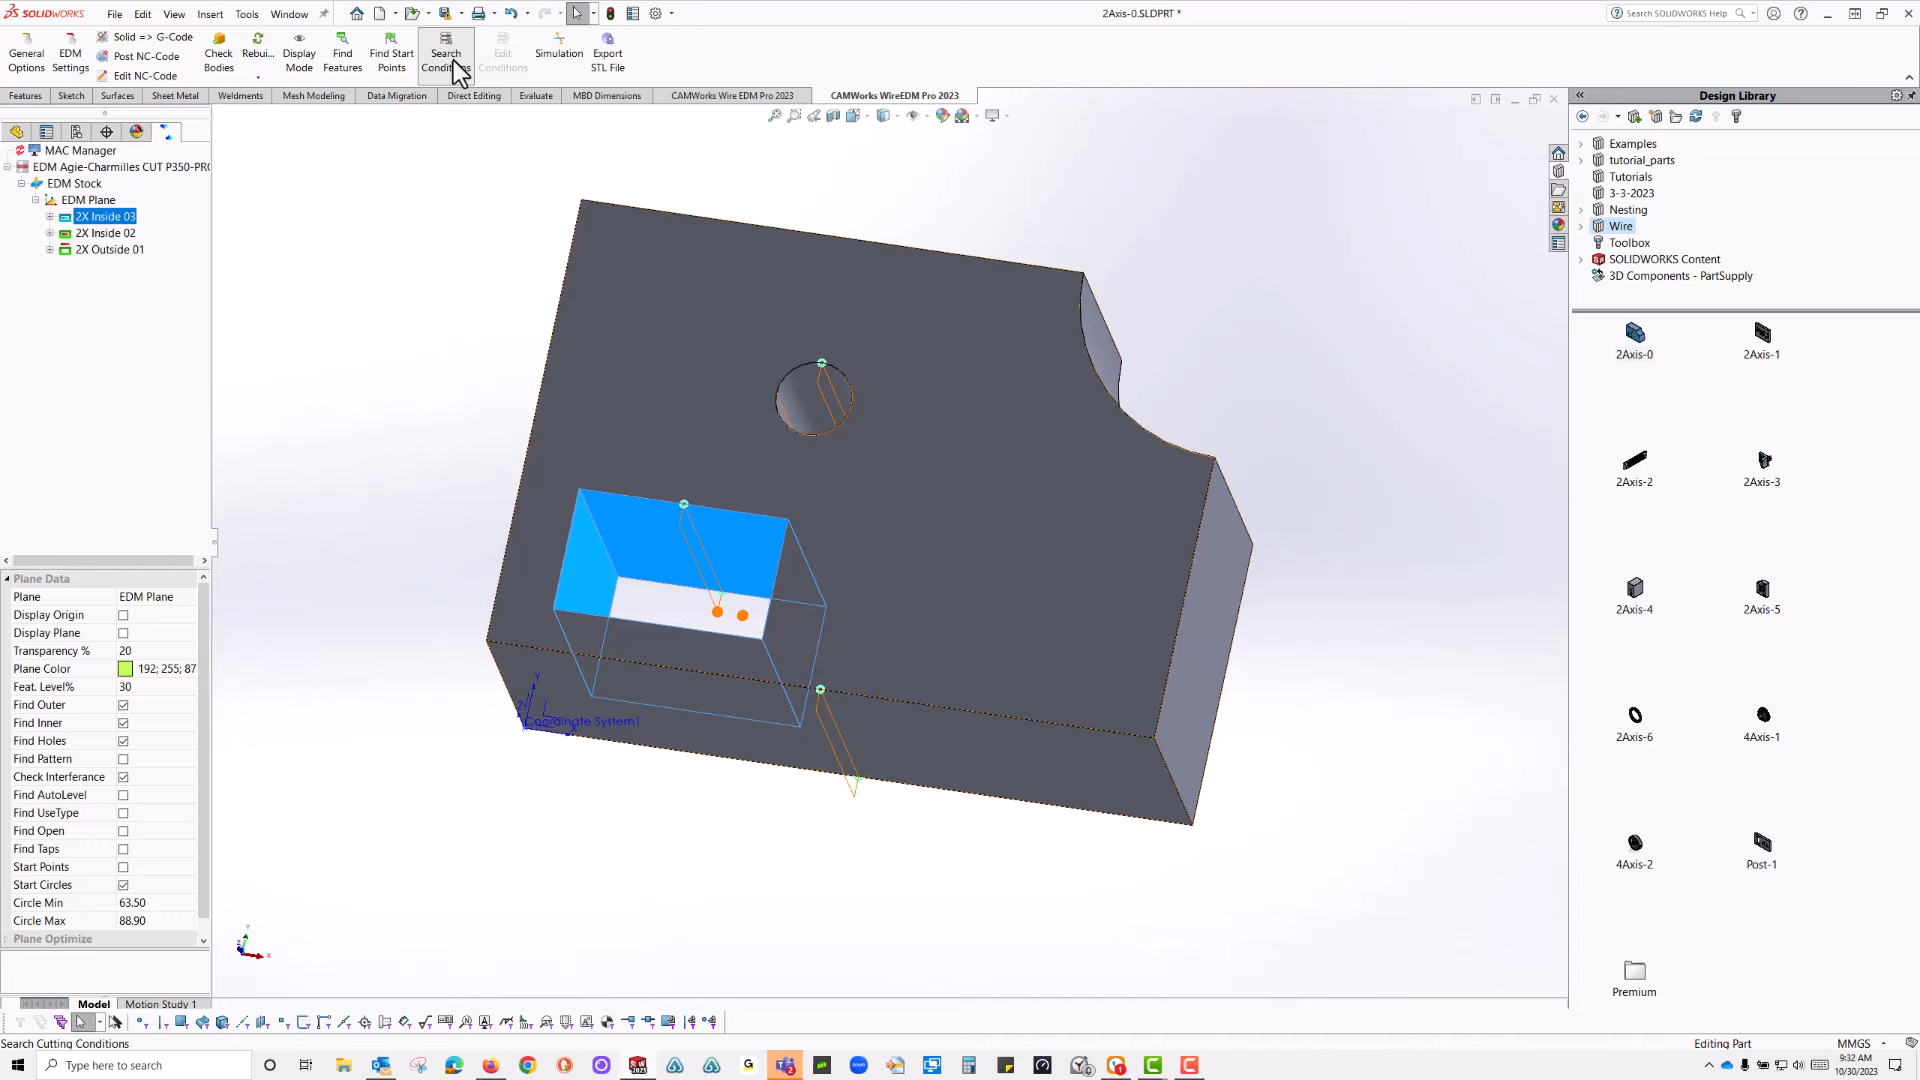 SOLIDWORKS File Edit View Insert Tools Window 2Axis-0.SLDPRT * Search SOLIDWORKS Help
General Options EDM Settings Solid => G-Code Post NC-Code Edit NC-Code Check Bodies Rebui... Display Mode Find Features Find Start Points Search Edit Conditions Simulation Export STL File
Features Sketch Surfaces Sheet Metal Weldments Mesh Modeling Data Migration Direct Editing Evaluate MBD Dimensions CAMWorks Wire EDM Pro 2023 CAMWorks WireEDM Pro 2023
Design Library
MAC Manager
EDM Agie-Charmilles CUT P350-PRO
EDM Stock
EDM Plane
2X Inside 03
2X Inside 02
2X Outside 01
Examples
tutorial_parts
Tutorials
3-3-2023
Nesting
Wire
Toolbox
SOLIDWORKS Content
3D Components - PartSupply
2Axis-0 2Axis-1
2Axis-2 2Axis-3
2Axis-4 2Axis-5
2Axis-6 4Axis-1
4Axis-2 Post-1
Premium
Coordinate System1
Plane Data
Plane EDM Plane
Display Origin
Display Plane
Transparency % 20
Plane Color 192; 255; 87
Feat. Level% 30
Find Outer
Find Inner
Find Holes
Find Pattern
Check Interferance
Find AutoLevel
Find UseType
Find Open
Find Taps
Start Points
Start Circles
Circle Min 63.50
Circle Max 88.90
Plane Optimize
Model Motion Study 1
Search Cutting Conditions Editing Part MMGS
Type here to search
9:32 AM
10/30/2023